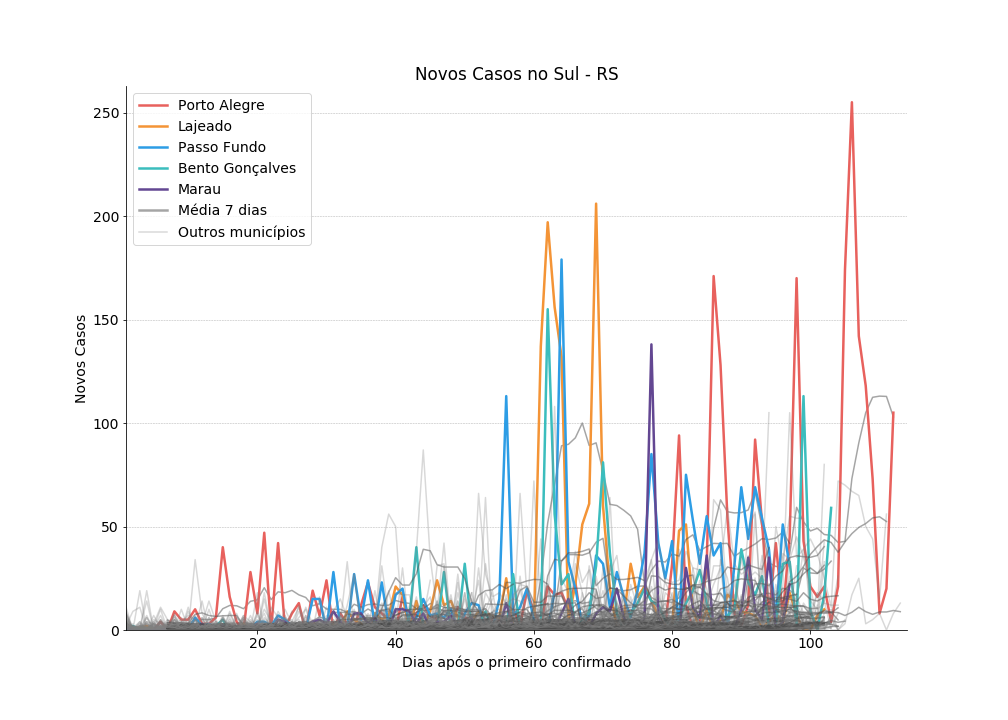 Novos Casos no Sul - RS
Porto Alegre
Lajeado
Passo Fundo
Bento Gonçalves
Marau
Média 7 dias
Outros municípios
250
200
150
100
50
0
Novos Casos
20 40 60 80 100
Dias após o primeiro confirmado